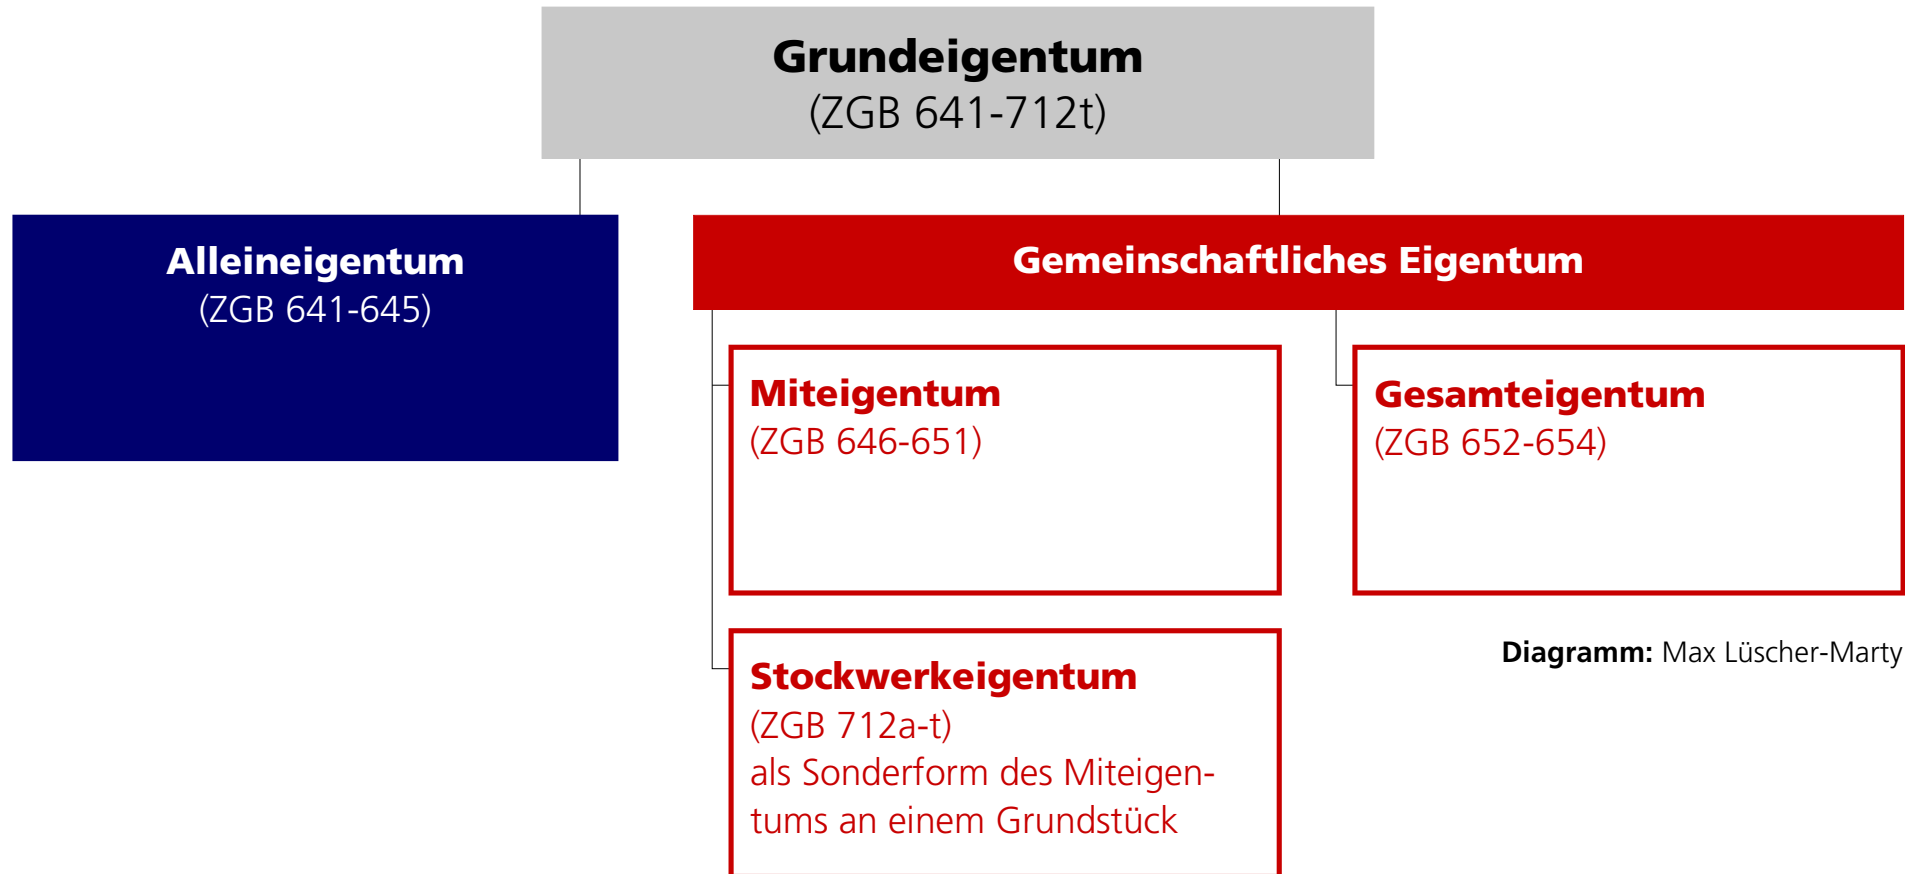 Grundeigentum
(ZGB 641-712t)
Alleineigentum
(ZGB 641-645)
Gemeinschaftliches Eigentum
Miteigentum
(ZGB 646-651)
Gesamteigentum
(ZGB 652-654)
Stockwerkeigentum
(ZGB 712a-t)
als Sonderform des Miteigen-
tums an einem Grundstück
Diagramm: Max Lüscher-Marty